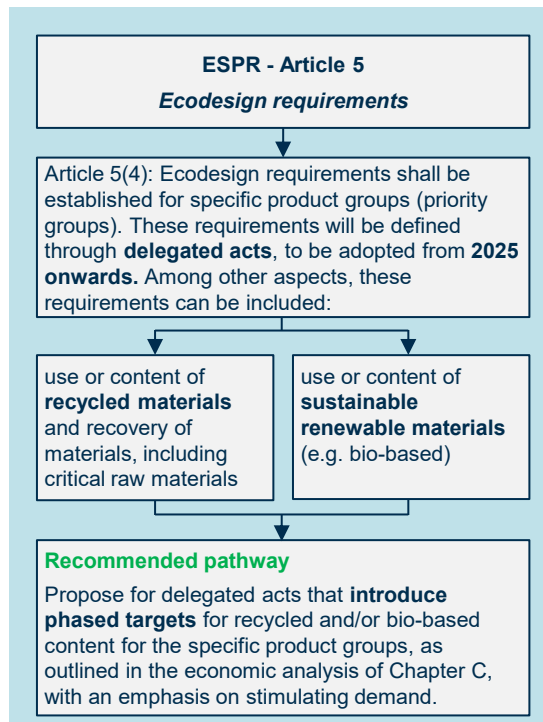 ESPR - Article 5
Ecodesign requirements
Article 5(4): Ecodesign requirements shall be
established for specific product groups (priority
groups). These requirements will be defined
through delegated acts, to be adopted from 2025
onwards. Among other aspects, these
requirements can be included:
use or content of
recycled materials
and recovery of
materials, including
critical raw materials
use or content of
sustainable
renewable materials
(e.g. bio-based)
Recommended pathway
Propose for delegated acts that introduce
phased targets for recycled and/or bio-based
content for the specific product groups, as
outlined in the economic analysis of Chapter C,
with an emphasis on stimulating demand.